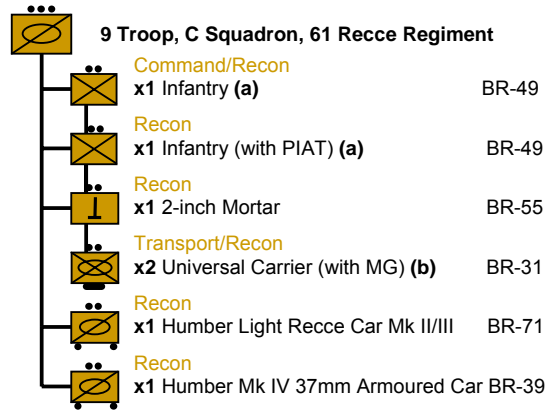 9 Troop, C Squadron, 61 Recce Regiment
Command/Recon
x1 Infantry (a) BR-49
Recon
x1 Infantry (with PIAT) (a) BR-49
Recon
x1 2-inch Mortar BR-55
Transport/Recon
x2 Universal Carrier (with MG) (b) BR-31
Recon
x1 Humber Light Recce Car Mk II/III BR-71
Recon
x1 Humber Mk IV 37mm Armoured Car BR-39